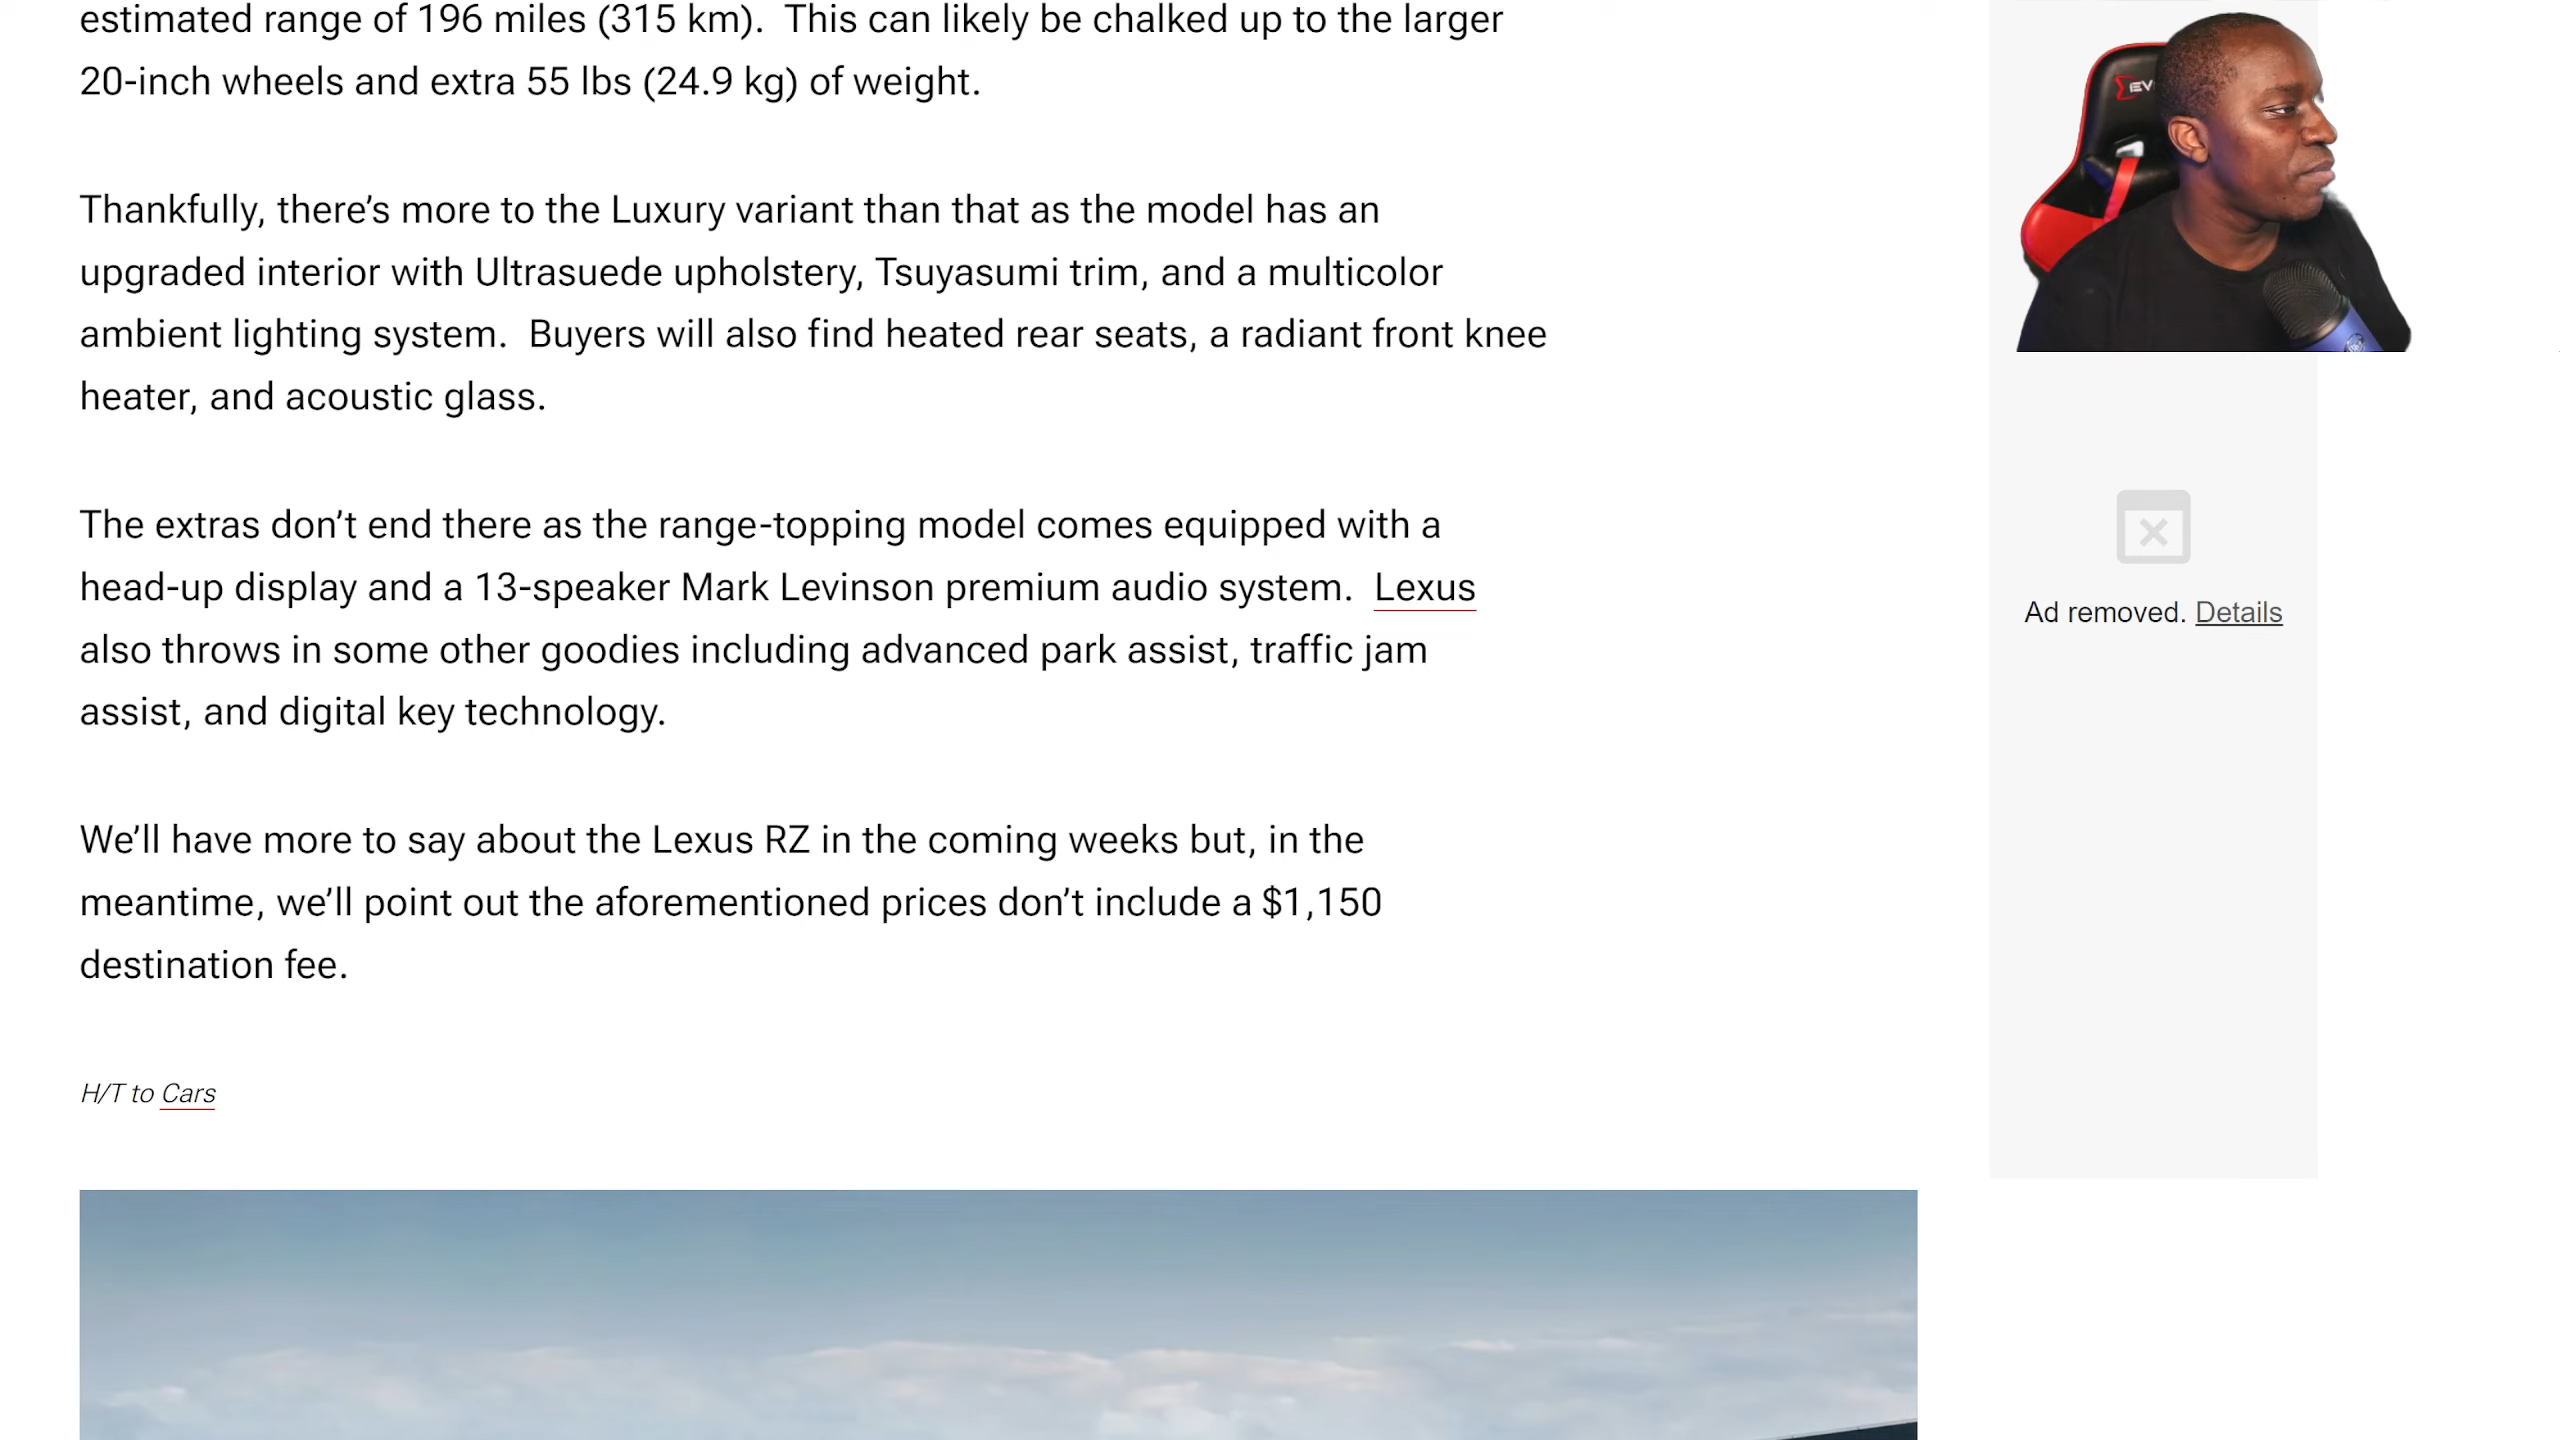 estimated range of 196 miles (315 km).  This can likely be chalked up to the larger
20-inch wheels and extra 55 lbs (24.9 kg) of weight.
Thankfully, there’s more to the Luxury variant than that as the model has an
upgraded interior with Ultrasuede upholstery, Tsuyasumi trim, and a multicolor
ambient lighting system.  Buyers will also find heated rear seats, a radiant front knee
heater, and acoustic glass.
The extras don’t end there as the range-topping model comes equipped with a
head-up display and a 13-speaker Mark Levinson premium audio system.  Lexus
also throws in some other goodies including advanced park assist, traffic jam
assist, and digital key technology.
We’ll have more to say about the Lexus RZ in the coming weeks but, in the
meantime, we’ll point out the aforementioned prices don’t include a $1,150
destination fee.
H/T to Cars
EV
Ad removed. Details